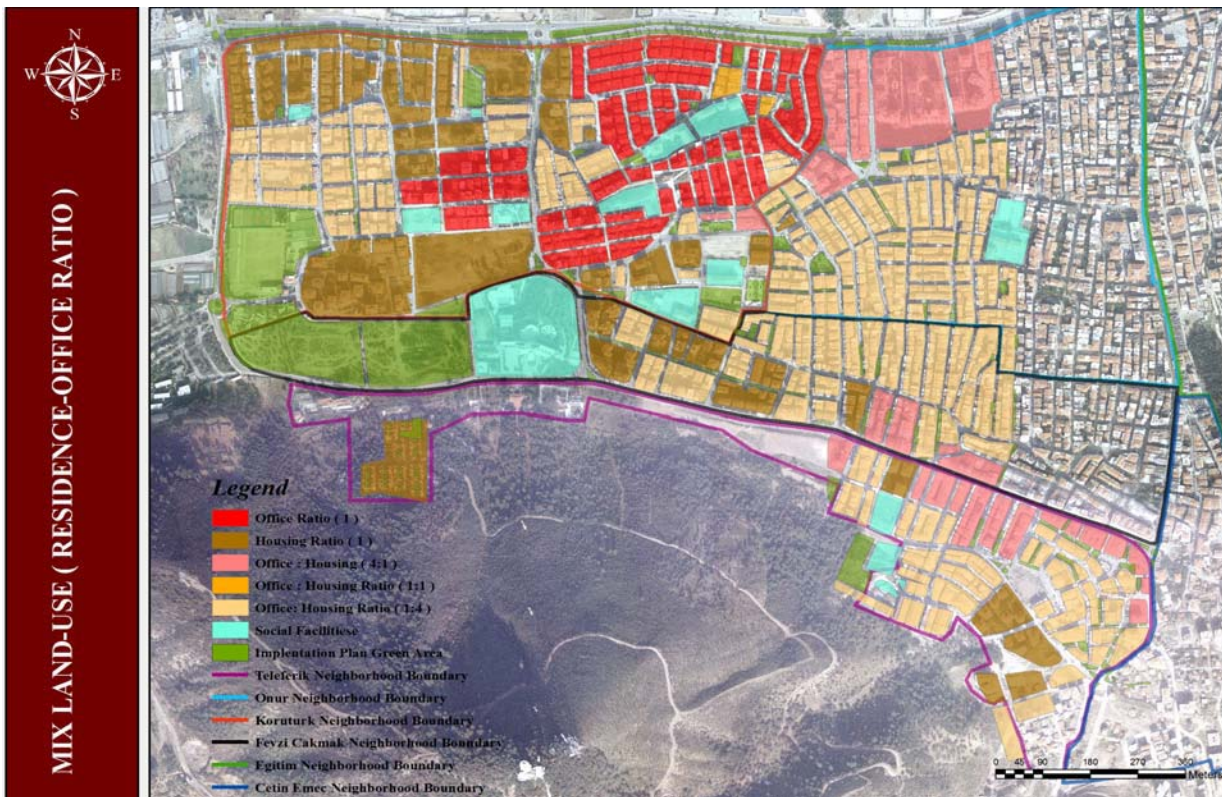 N
W E
S
MIX LAND-USE ( RESIDENCE-OFFICE RATIO )
Legend
Office Ratio ( 1 )
Housing Ratio ( 1 )
Office : Housing ( 4:1 )
Office : Housing Ratio ( 1:1 )
Office: Housing Ratio ( 1:4 )
Social Facilitiese
Implentation Plan Green Area
Teleferik Neighborhood Boundary
Onur Neighborhood Boundary
Koruturk Neighborhood Boundary
Fevzi Cakmak Neighborhood Boundary
Egitim Neighborhood Boundary
Cetin Emec Neighborhood Boundary
0 45 90 180 270 360
Meters